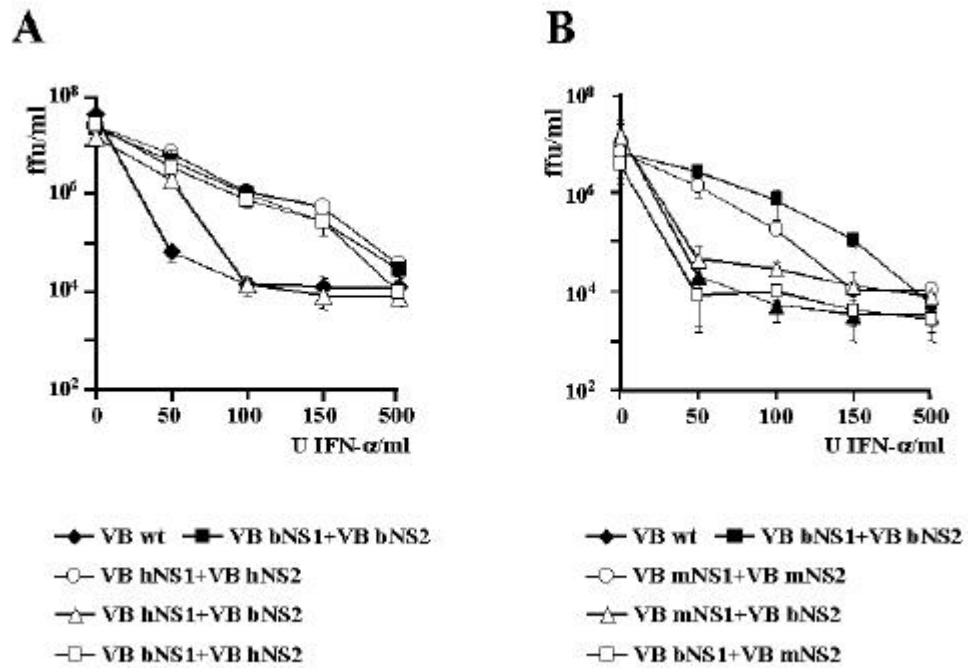 A
B
ffu/ml
10⁸
10⁶
10⁴
10²
0 50 100 150 500
U IFN-α/ml
ffu/ml
10⁸
10⁶
10⁴
10²
0 50 100 150 500
U IFN-α/ml
VB wt VB bNS1+VB bNS2
VB hNS1+VB hNS2
VB hNS1+VB bNS2
VB bNS1+VB hNS2
VB wt VB bNS1+VB bNS2
VB mNS1+VB mNS2
VB mNS1+VB bNS2
VB bNS1+VB mNS2